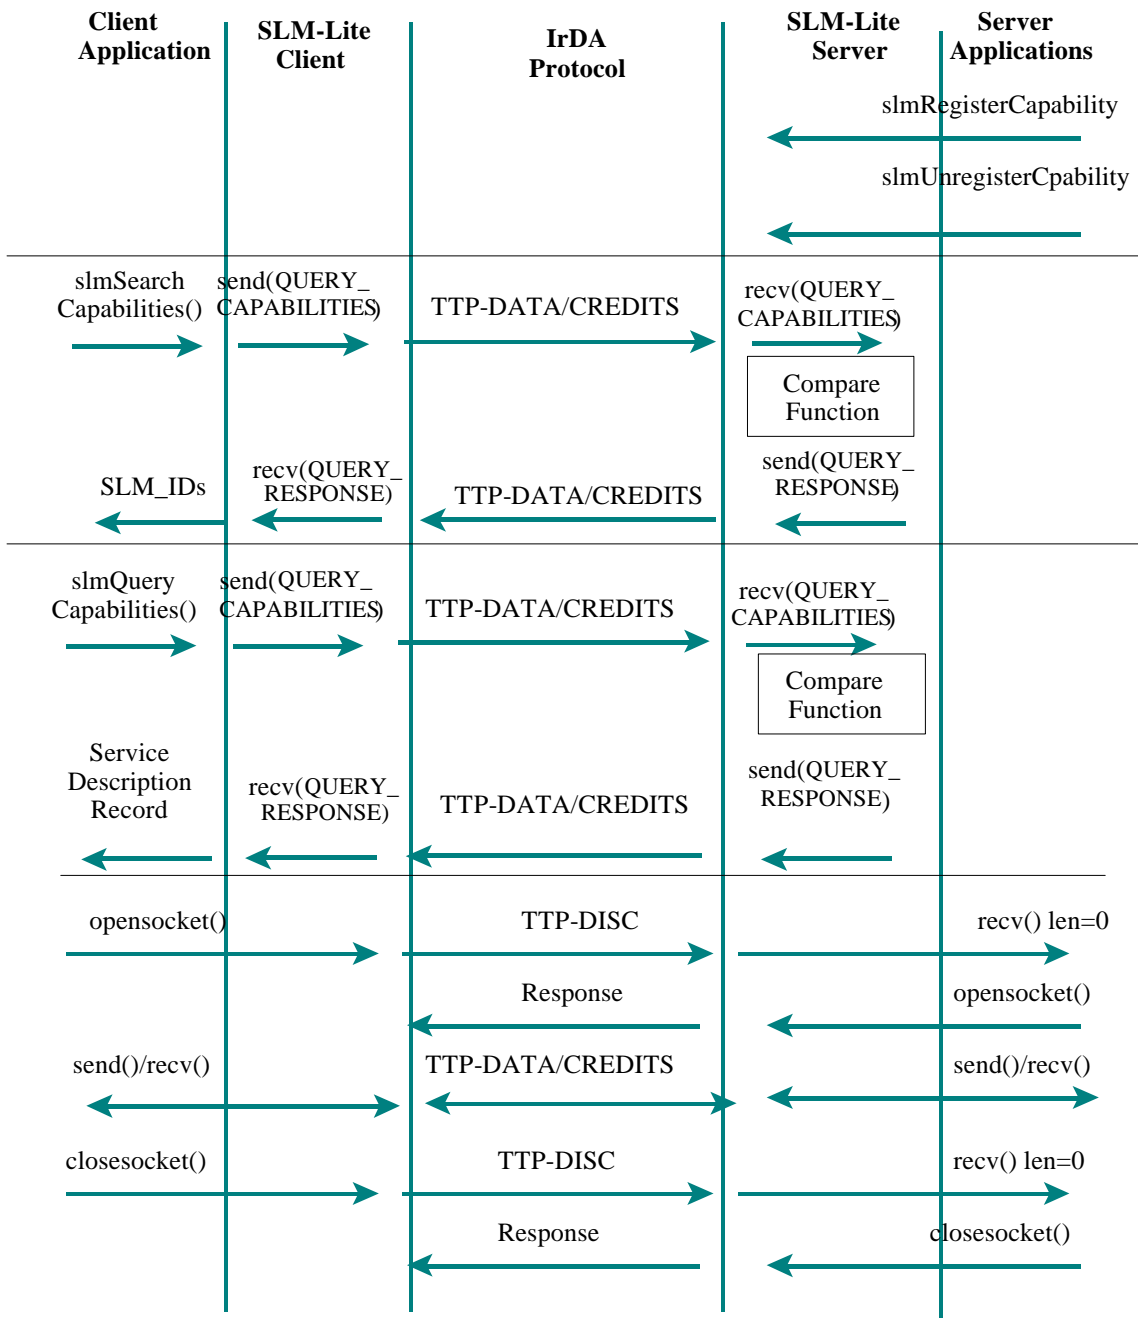 Client
Application
SLM-Lite
Client
IrDA
Protocol
SLM-Lite
Server
Server
Applications
slmRegisterCapability
slmUnregisterCpability
slmSearch
Capabilities()
send(QUERY_
CAPABILITIES)
TTP-DATA/CREDITS
recv(QUERY_
CAPABILITIES)
Compare
Function
SLM_IDs
recv(QUERY_
RESPONSE)
TTP-DATA/CREDITS
send(QUERY_
RESPONSE)
slmQuery
Capabilities()
send(QUERY_
CAPABILITIES)
TTP-DATA/CREDITS
recv(QUERY_
CAPABILITIES)
Compare
Function
Service
Description
Record
recv(QUERY_
RESPONSE)
TTP-DATA/CREDITS
send(QUERY_
RESPONSE)
opensocket()
TTP-DISC
recv() len=0
Response
opensocket()
send()/recv()
TTP-DATA/CREDITS
send()/recv()
closesocket()
TTP-DISC
recv() len=0
Response
closesocket()